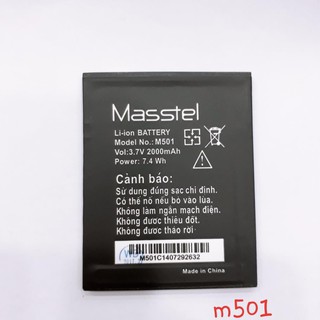 Masstel
Li-ion BATTERY
Model No.: M501
Vol: 3.7V 2000mAh
Power: 7.4 Wh
Cảnh báo:
Sử dụng đúng sạc chỉ định.
Có thể nổ nếu bỏ vào lửa.
Không làm ngắn mạch điện.
Không được thiêu đốt.
Không được tháo rời.
M501C1407292632
Made in China
m501